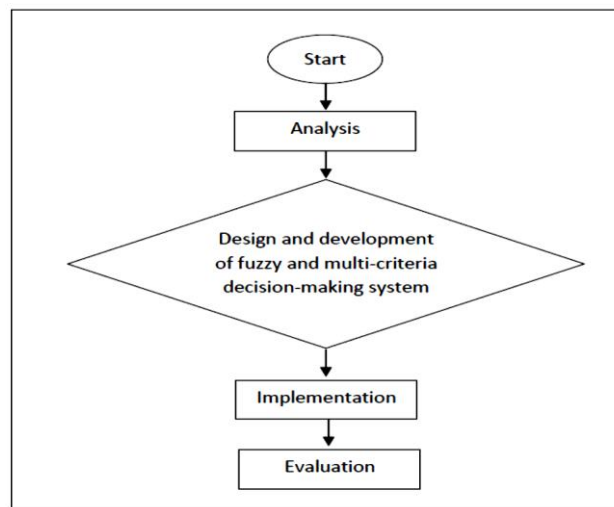 Start
Analysis
Design and development
of fuzzy and multi-criteria
decision-making system
Implementation
Evaluation